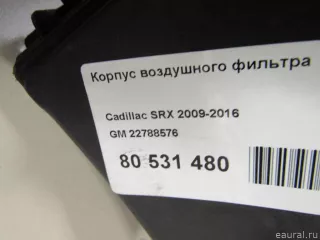 Корпус воздушного фильтра
Cadillac SRX 2009-2016
GM 22788576
80 531 480
eaural.ru